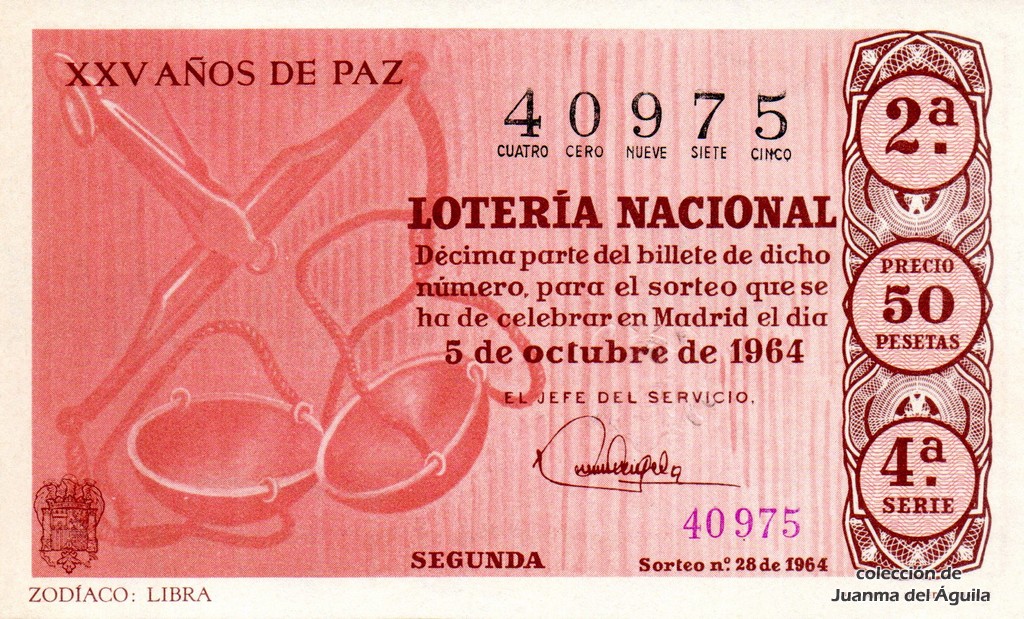 XXV AÑOS DE PAZ
4 0 9 7 5
CUATRO CERO NUEVE SIETE CINCO
LOTERÍA NACIONAL
Décima parte del billete de dicho
número, para el sorteo que se
ha de celebrar en Madrid el dia
5 de octubre de 1964
EL JEFE DEL SERVICIO,
40975
SEGUNDA
Sorteo nº 28 de 1964
2ª.
PRECIO
50
PESETAS
4ª.
SERIE
ZODÍACO: LIBRA
colección de
Juanma del Águila